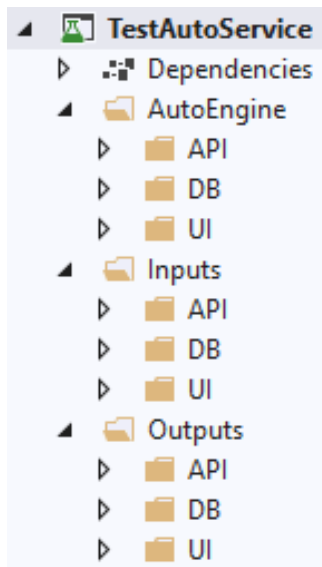 TestAutoService
Dependencies
AutoEngine
API
DB
UI
Inputs
API
DB
UI
Outputs
API
DB
UI